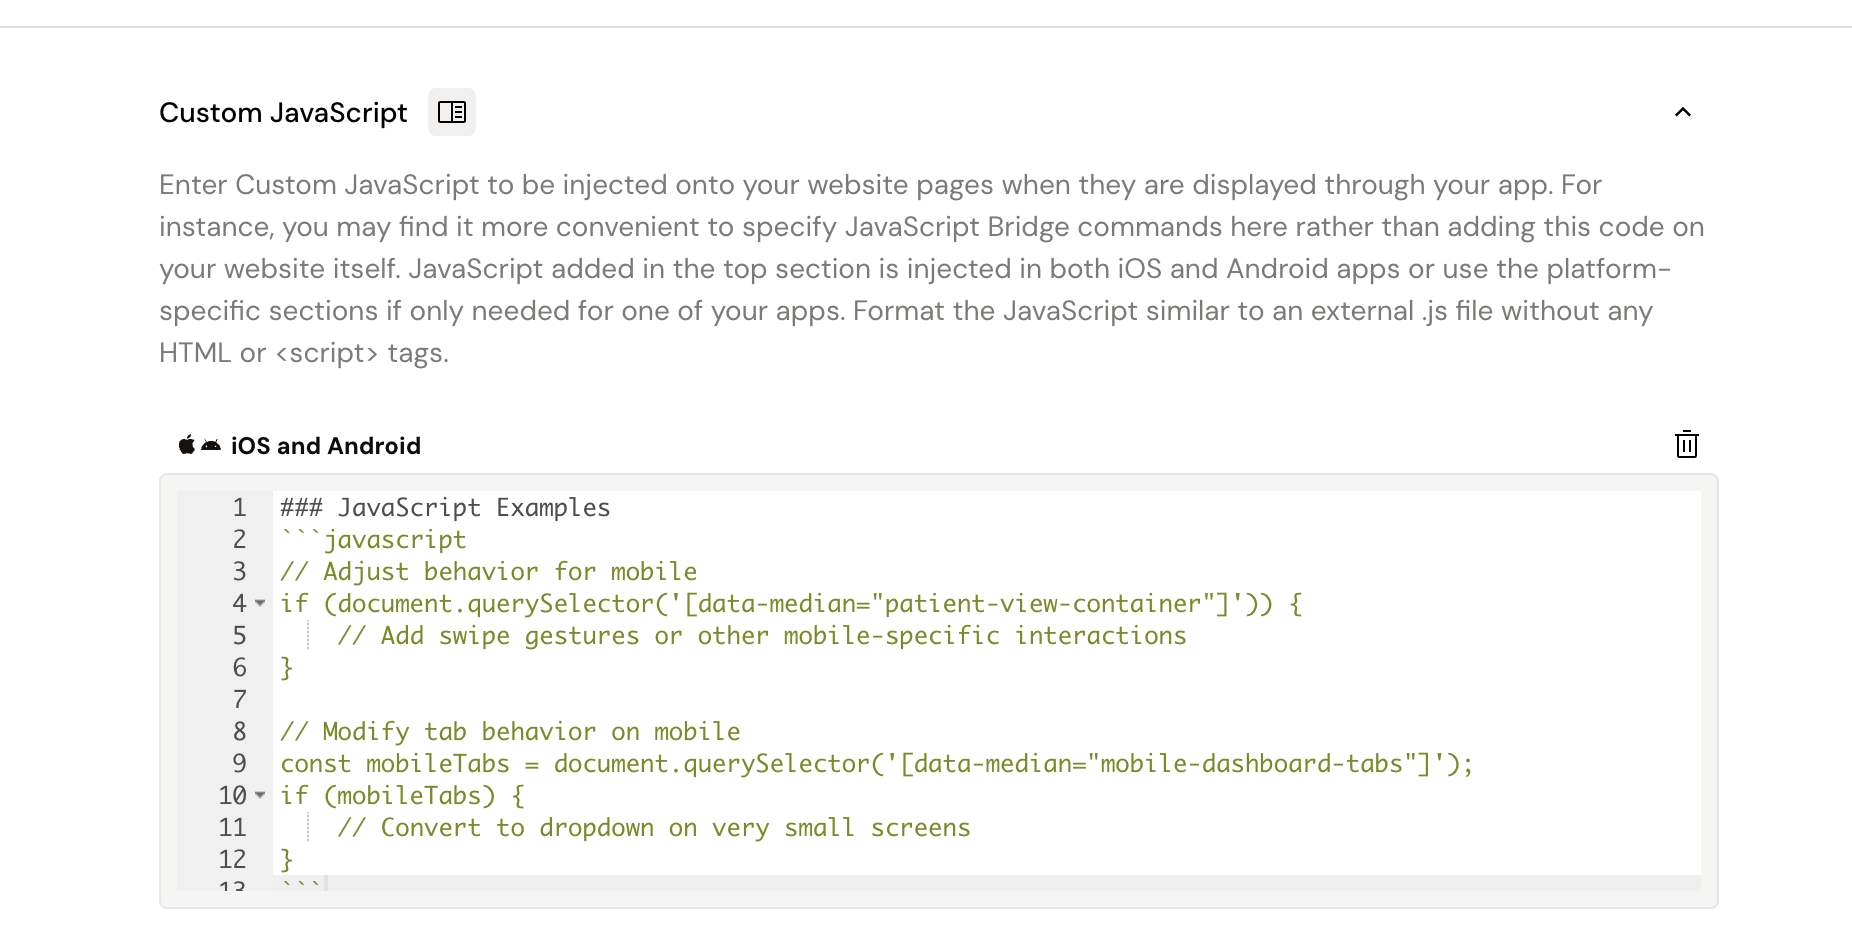 Custom JavaScript
Enter Custom JavaScript to be injected onto your website pages when they are displayed through your app. For
instance, you may find it more convenient to specify JavaScript Bridge commands here rather than adding this code on
your website itself. JavaScript added in the top section is injected in both iOS and Android apps or use the platform-
specific sections if only needed for one of your apps. Format the JavaScript similar to an external .js file without any
HTML or <script> tags.
iOS and Android
1 ### JavaScript Examples
2 ```javascript
3 // Adjust behavior for mobile
4 if (document.querySelector('[data-median="patient-view-container"]')) {
5     // Add swipe gestures or other mobile-specific interactions
6 }
7
8 // Modify tab behavior on mobile
9 const mobileTabs = document.querySelector('[data-median="mobile-dashboard-tabs"]');
10 if (mobileTabs) {
11     // Convert to dropdown on very small screens
12 }
13 ```